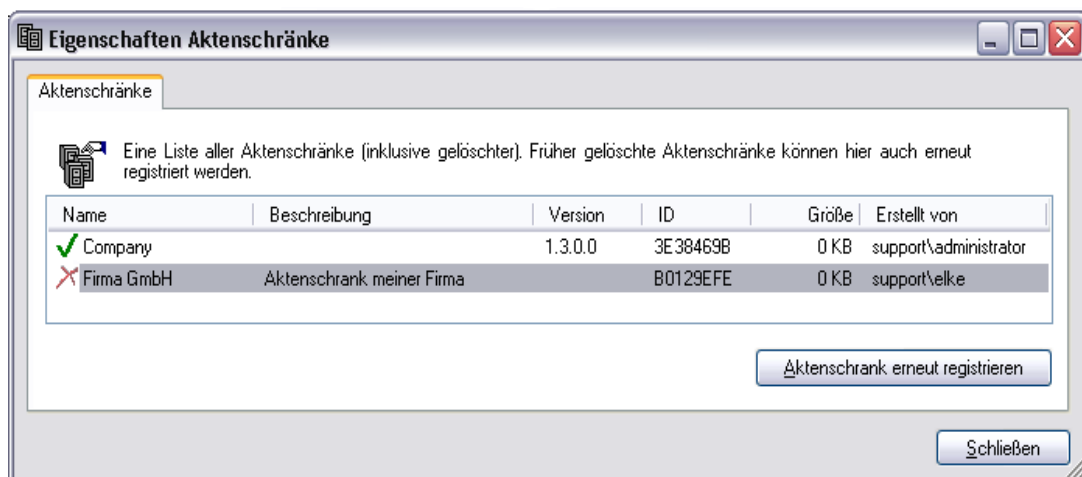 Eigenschaften Aktenschränke
Aktenschränke
Eine Liste aller Aktenschränke (inklusive gelöschter). Früher gelöschte Aktenschränke können hier auch erneut
registriert werden.
Name Beschreibung Version ID Größe Erstellt von
Company 1.3.0.0 3E38469B 0 KB support\administrator
Firma GmbH Aktenschrank meiner Firma B0129EFE 0 KB support\elke
Aktenschrank erneut registrieren
Schließen